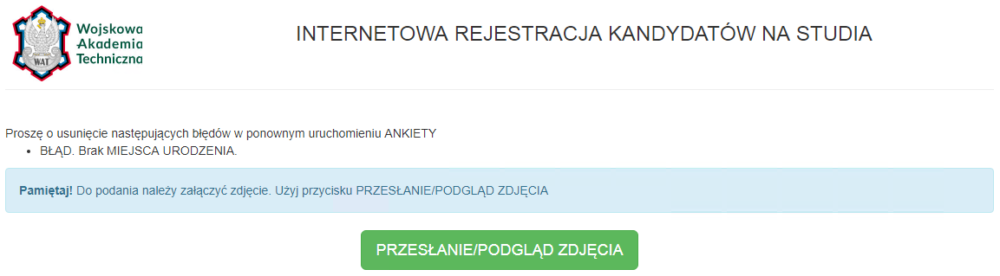 Wojskowa
Akademia
Techniczna
WAT
INTERNETOWA REJESTRACJA KANDYDATÓW NA STUDIA
Proszę o usunięcie następujących błędów w ponownym uruchomieniu ANKIETY
• BŁĄD. Brak MIEJSCA URODZENIA.
Pamiętaj! Do podania należy załączyć zdjęcie. Użyj przycisku PRZESŁANIE/PODGLĄD ZDJĘCIA
PRZESŁANIE/PODGLĄD ZDJĘCIA